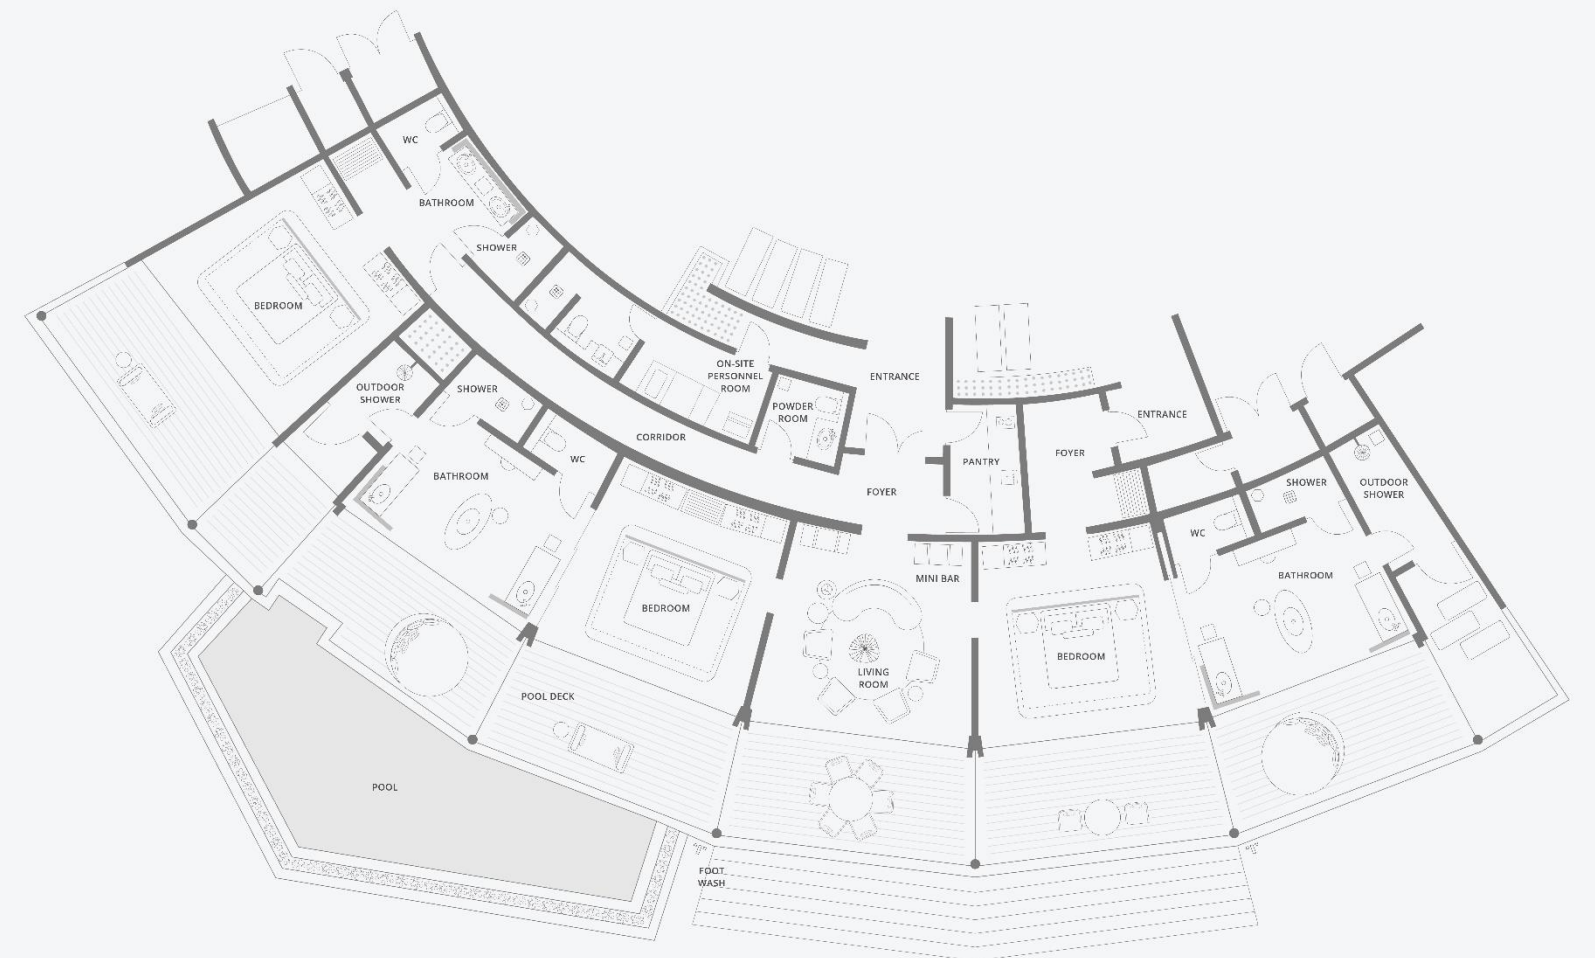 WC
BATHROOM
SHOWER
BEDROOM
OUTDOOR
SHOWER
SHOWER
ON-SITE
PERSONNEL
ROOM
ENTRANCE
POWDER
ROOM
CORRIDOR
ENTRANCE
FOYER
PANTRY
WC
BATHROOM
FOYER
SHOWER
OUTDOOR
SHOWER
WC
BATHROOM
MINI BAR
BEDROOM
BEDROOM
LIVING
ROOM
POOL DECK
POOL
FOOT
WASH